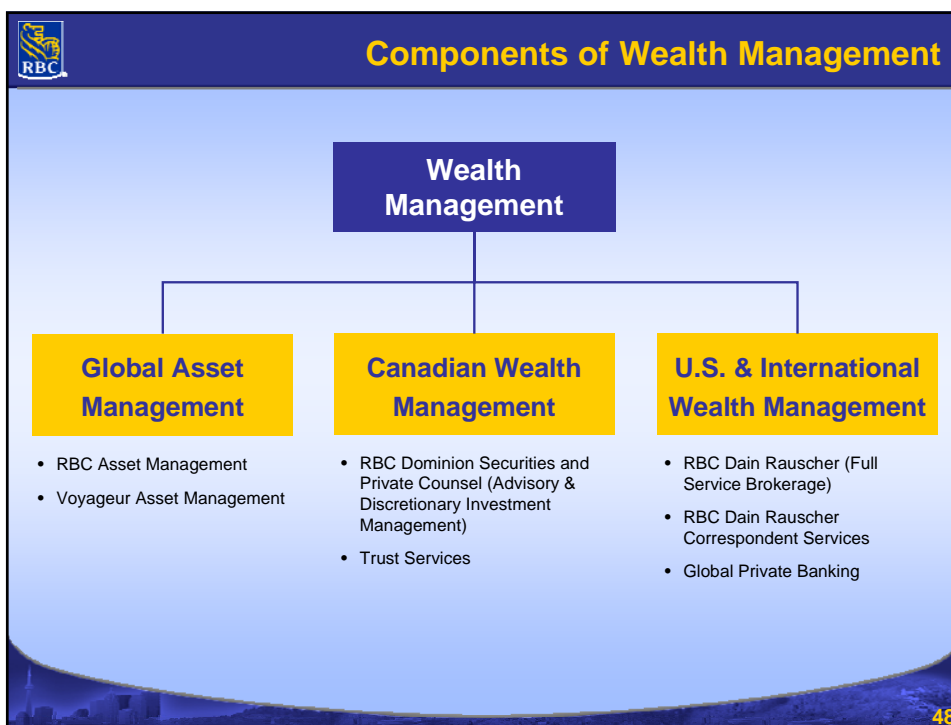 RBC
Components of Wealth Management
Wealth
Management
Global Asset
Management
• RBC Asset Management
• Voyageur Asset Management
Canadian Wealth
Management
• RBC Dominion Securities and
Private Counsel (Advisory &
Discretionary Investment
Management)
• Trust Services
U.S. & International
Wealth Management
• RBC Dain Rauscher (Full
Service Brokerage)
• RBC Dain Rauscher
Correspondent Services
• Global Private Banking
48